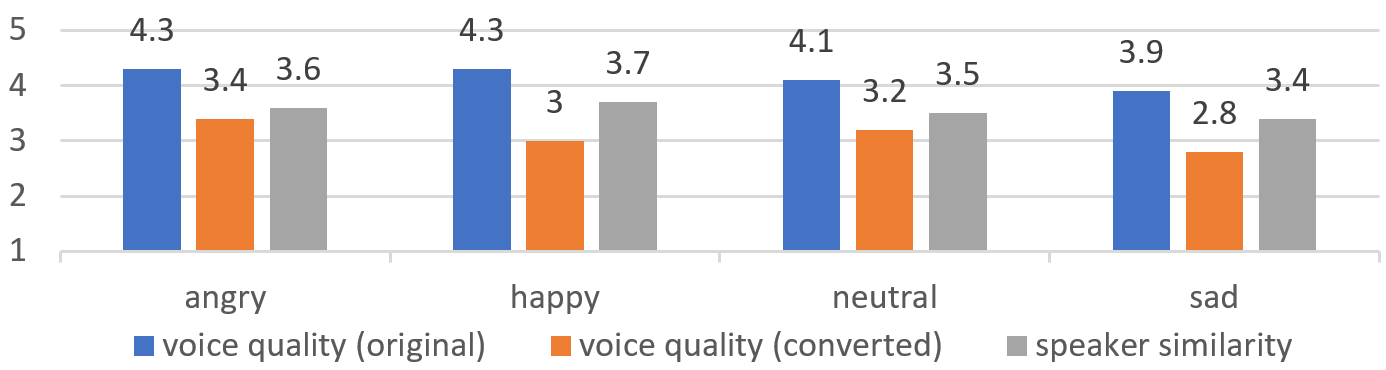 5
4.3 4.3 4.1 3.9
3.4 3.6 3 3.7 3.2 3.5 2.8 3.4
4
3
2
1
angry happy neutral sad
voice quality (original) voice quality (converted) speaker similarity